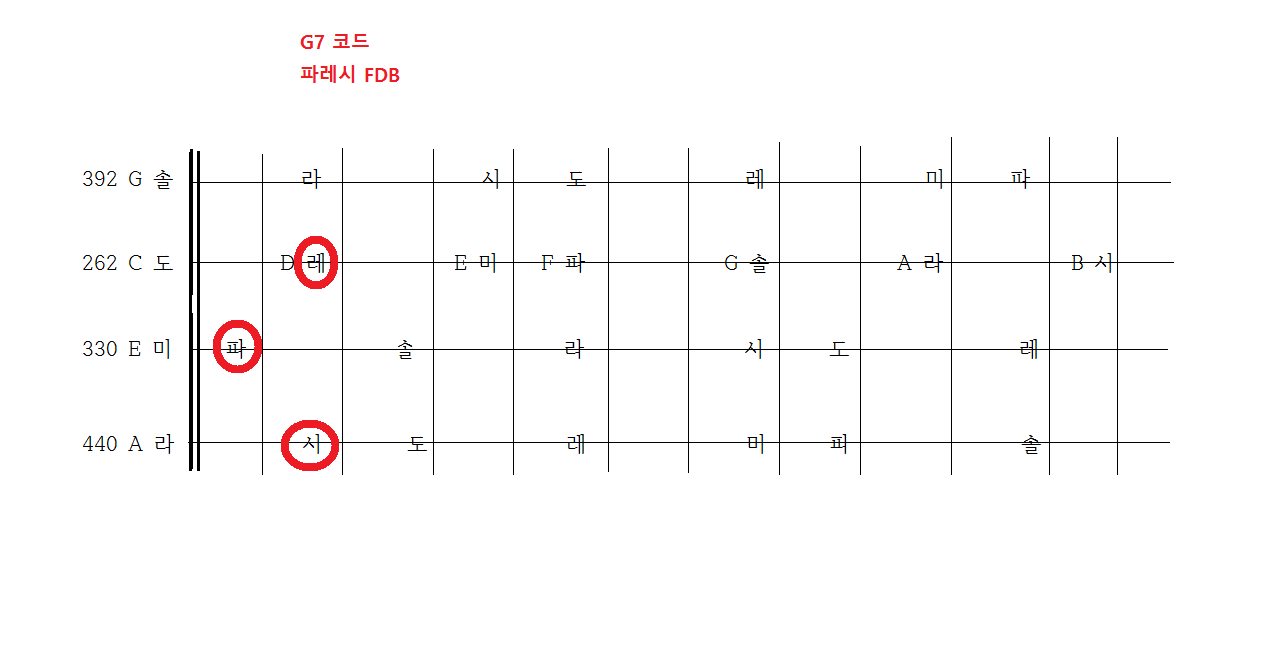 G7 코드
파레시 FDB
392 G 솔 라 시 도 레 미 파
262 C 도 D 레 E 미 F 파 G 솔 A 라 B 시
330 E 미 파 솔 라 시 도 레
440 A 라 시 도 레 미 피 솔